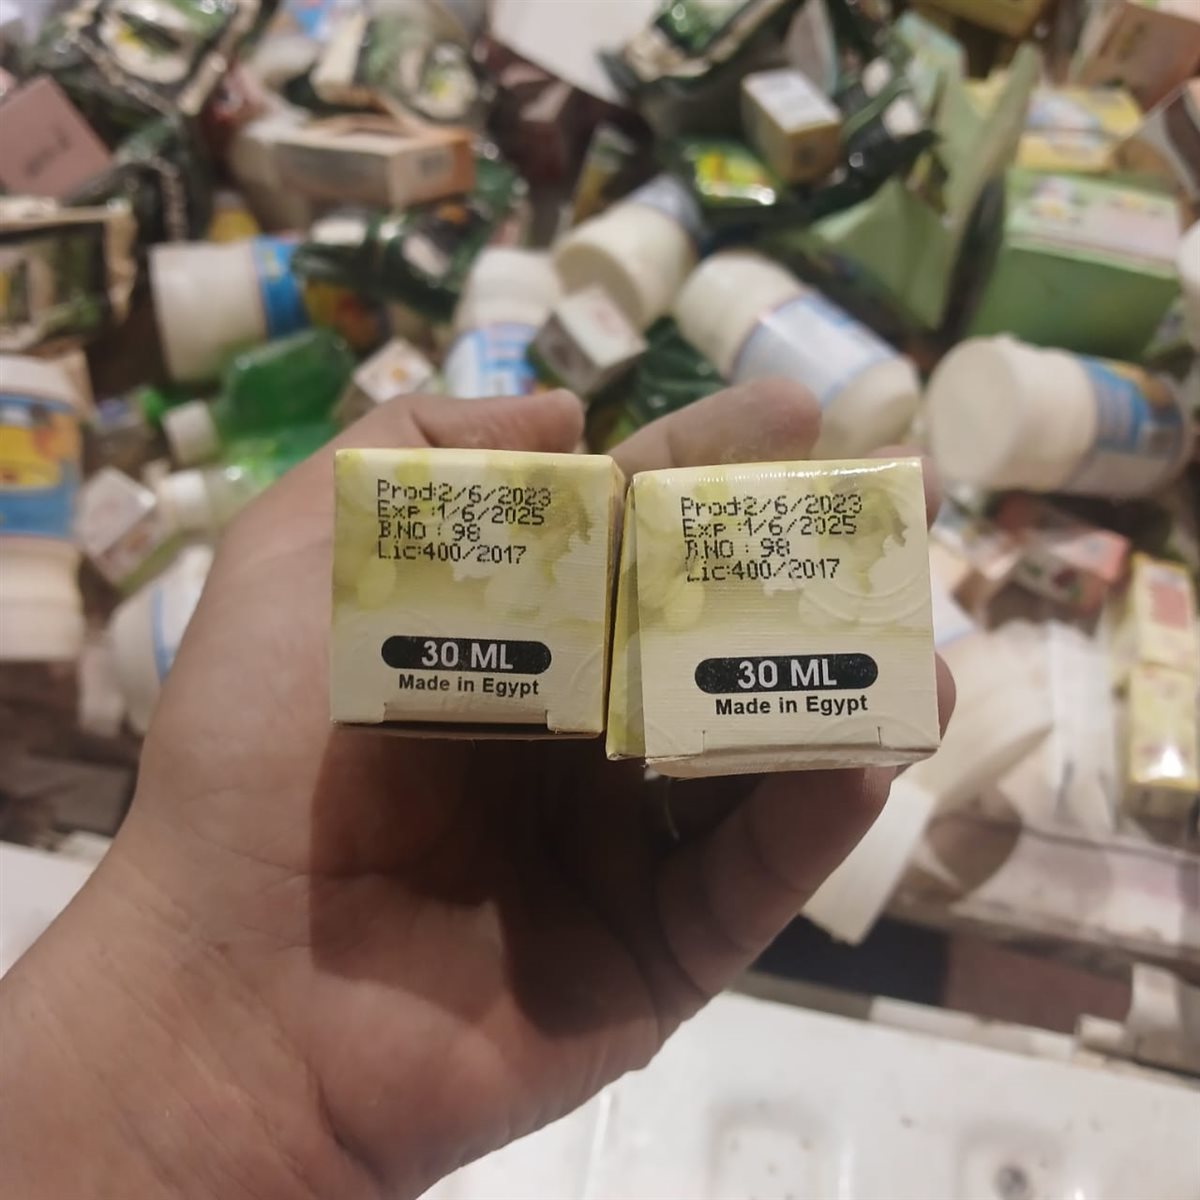 Prod:2/6/2023
Exp :1/6/2025
B.NO : 98
Lic:400/2017
30 ML
Made in Egypt
Prod:2/6/2023
Exp :1/6/2025
B.NO : 98
Lic:400/2017
30 ML
Made in Egypt